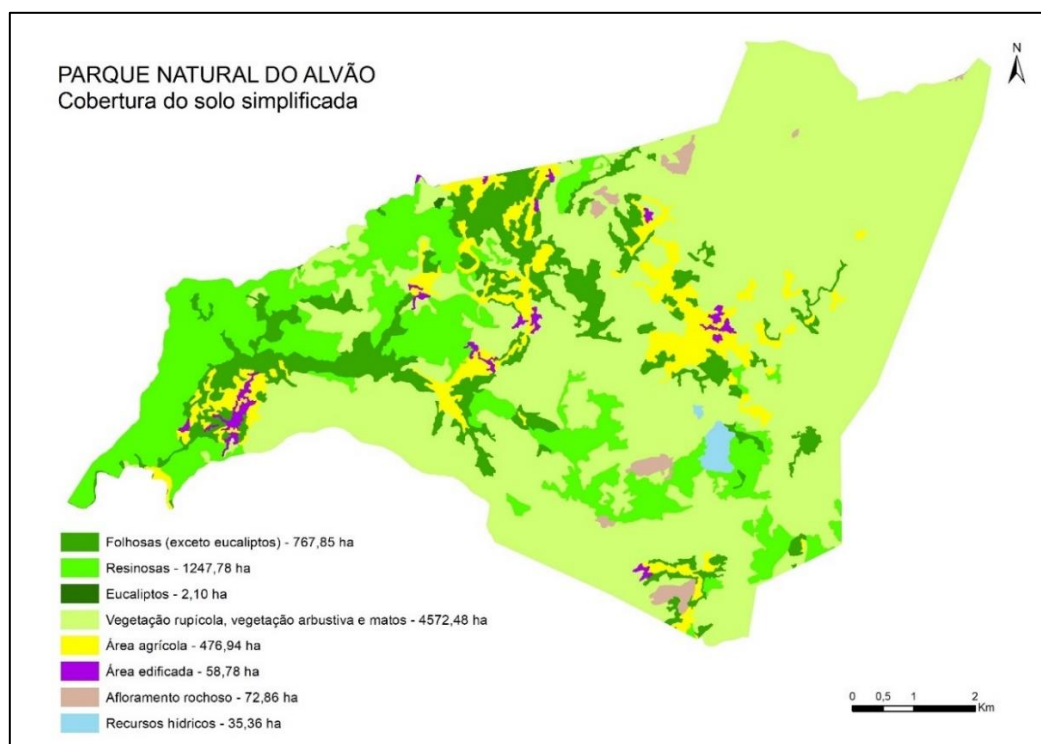 PARQUE NATURAL DO ALVÃO
Cobertura do solo simplificada
N
Folhosas (exceto eucaliptos) - 767,85 ha
Resinosas - 1247,78 ha
Eucaliptos - 2,10 ha
Vegetação rupícola, vegetação arbustiva e matos - 4572,48 ha
Área agrícola - 476,94 ha
Área edificada - 58,78 ha
Afloramento rochoso - 72,86 ha
Recursos hídricos - 35,36 ha
0 0,5 1 2
Km